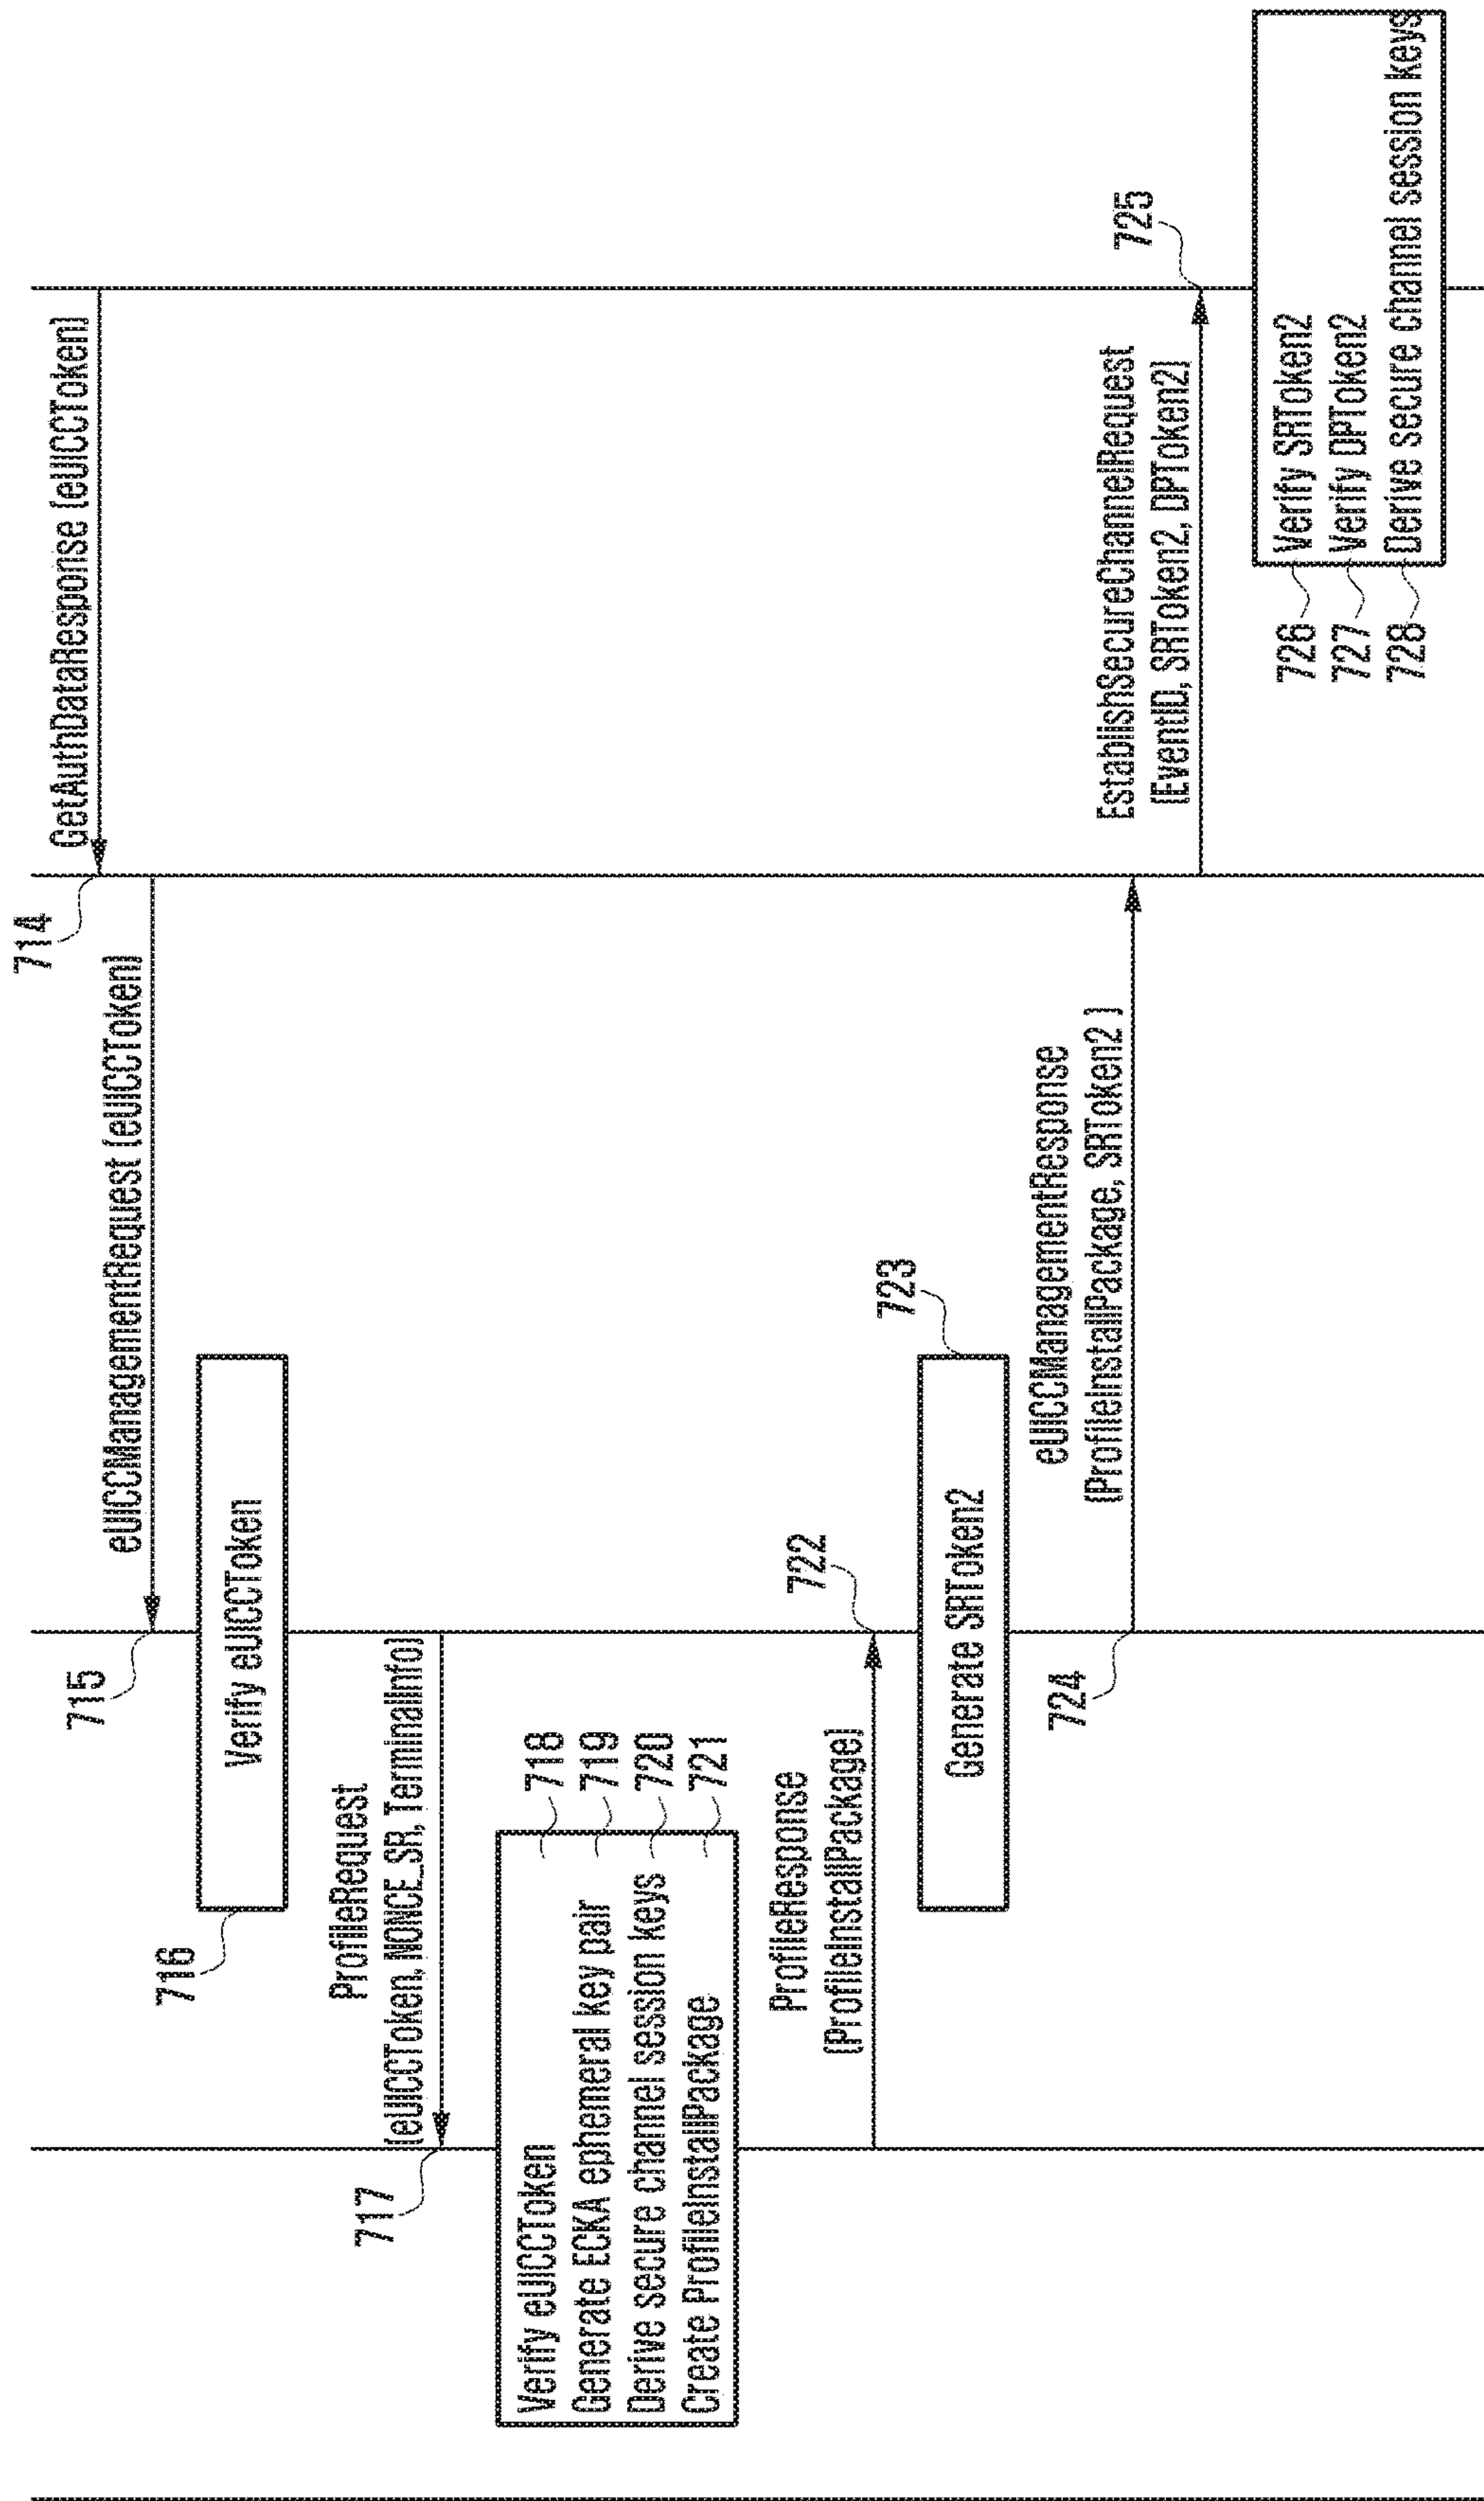 714
GetAuthDataResponse (eUICCToken)
715
eUICCManagementRequest (eUICCToken)
716
Verify eUICCToken
717
ProfileRequest
(eUICCToken, NONCE_SR, TerminalInfo)
Verify eUICCToken
718
Generate ECKA ephemeral key pair
719
Derive secure channel session keys
720
Create ProfileInstallPackage
721
ProfileResponse
(ProfileInstallPackage)
722
Generate SRToken2
723
eUICCManagementResponse
(ProfileInstallPackage, SRToken2 )
724
EstablishSecureChannelRequest
(EventID, SRToken2, DPToken2)
725
726
Verify SRToken2
727
Verify DPToken2
728
Derive secure channel session keys